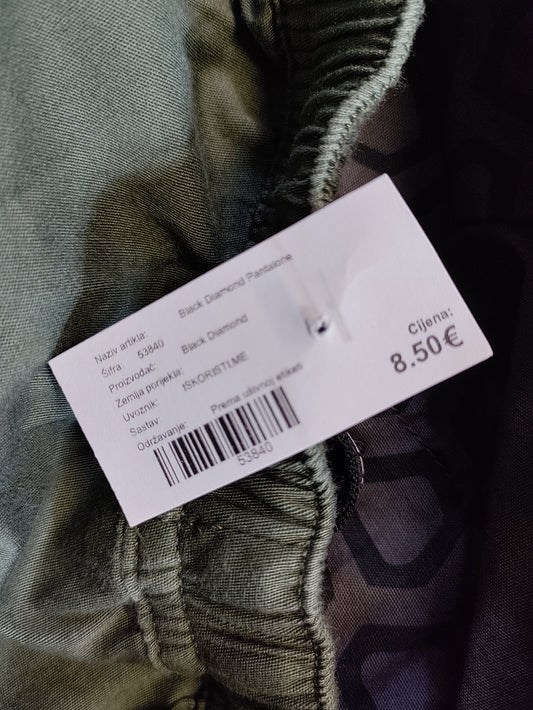 Naziv artikla: Black Diamond Pantalone
Šifra: 53840
Proizvođač: Black Diamond
Zemlja porijekla:
Uvoznik: ISKORISTI.ME
Sastav
Održavanje: Prema ušivnoj etiketi
53840
Cijena:
8.50€